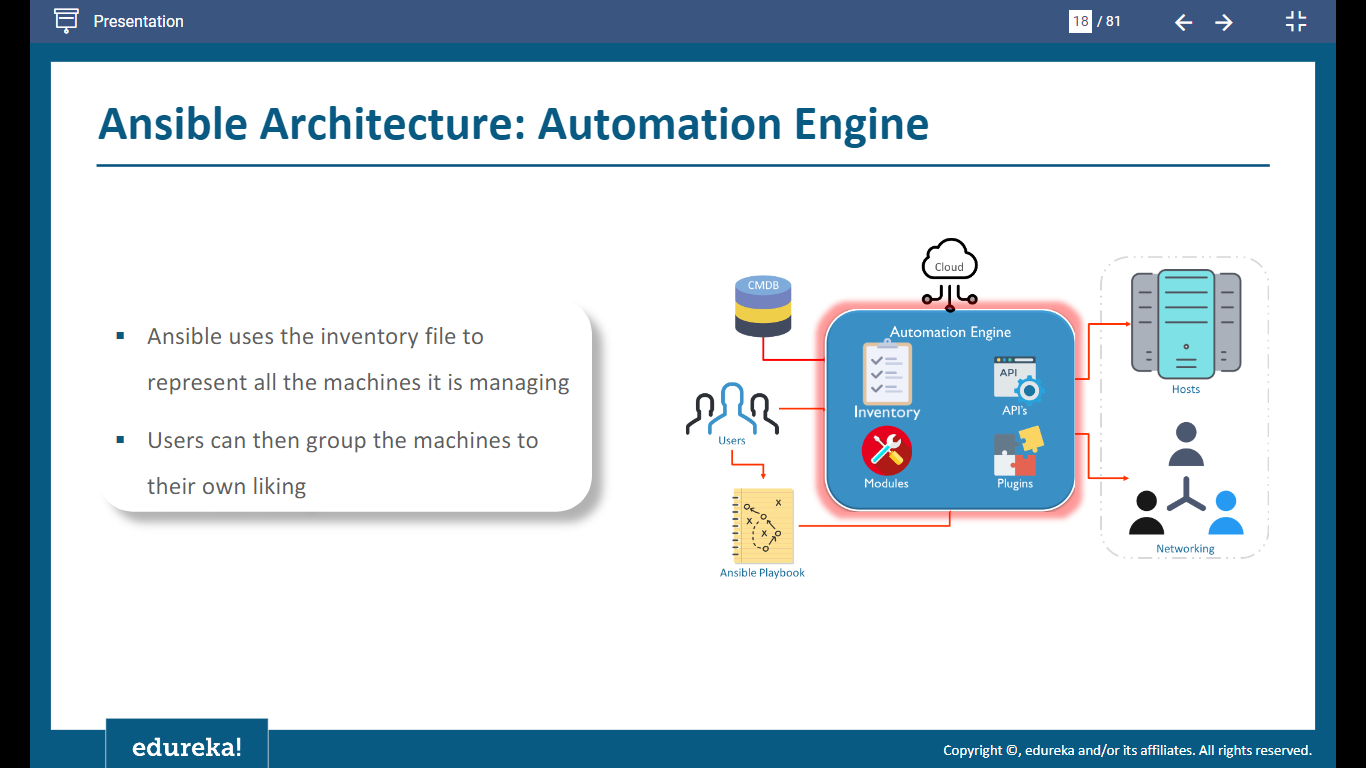 Presentation
18 / 81
Ansible Architecture: Automation Engine
Ansible uses the inventory file to
represent all the machines it is managing
Users can then group the machines to
their own liking
Cloud
CMDB
Automation Engine
API
Inventory
API's
Modules
Plugins
Users
x
x
x
Ansible Playbook
Hosts
Networking
edureka!
Copyright ©, edureka and/or its affiliates. All rights reserved.